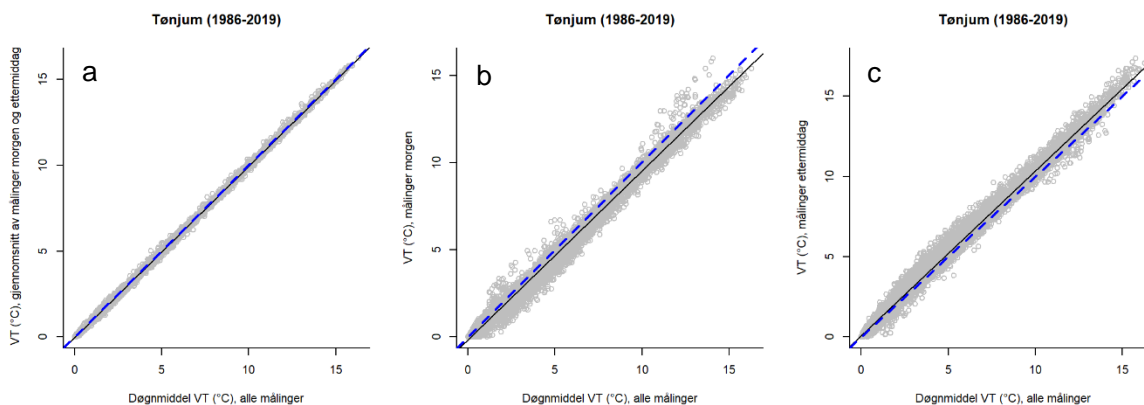 Tønjum (1986-2019)
a
VT (°C), gjennomsnitt av målinger morgen og ettermiddag
0 5 10 15
0 5 10 15
Døgnmiddel VT (°C), alle målinger
Tønjum (1986-2019)
b
VT (°C), målinger morgen
0 5 10 15
0 5 10 15
Døgnmiddel VT (°C), alle målinger
Tønjum (1986-2019)
c
VT (°C), målinger ettermiddag
0 5 10 15
0 5 10 15
Døgnmiddel VT (°C), alle målinger